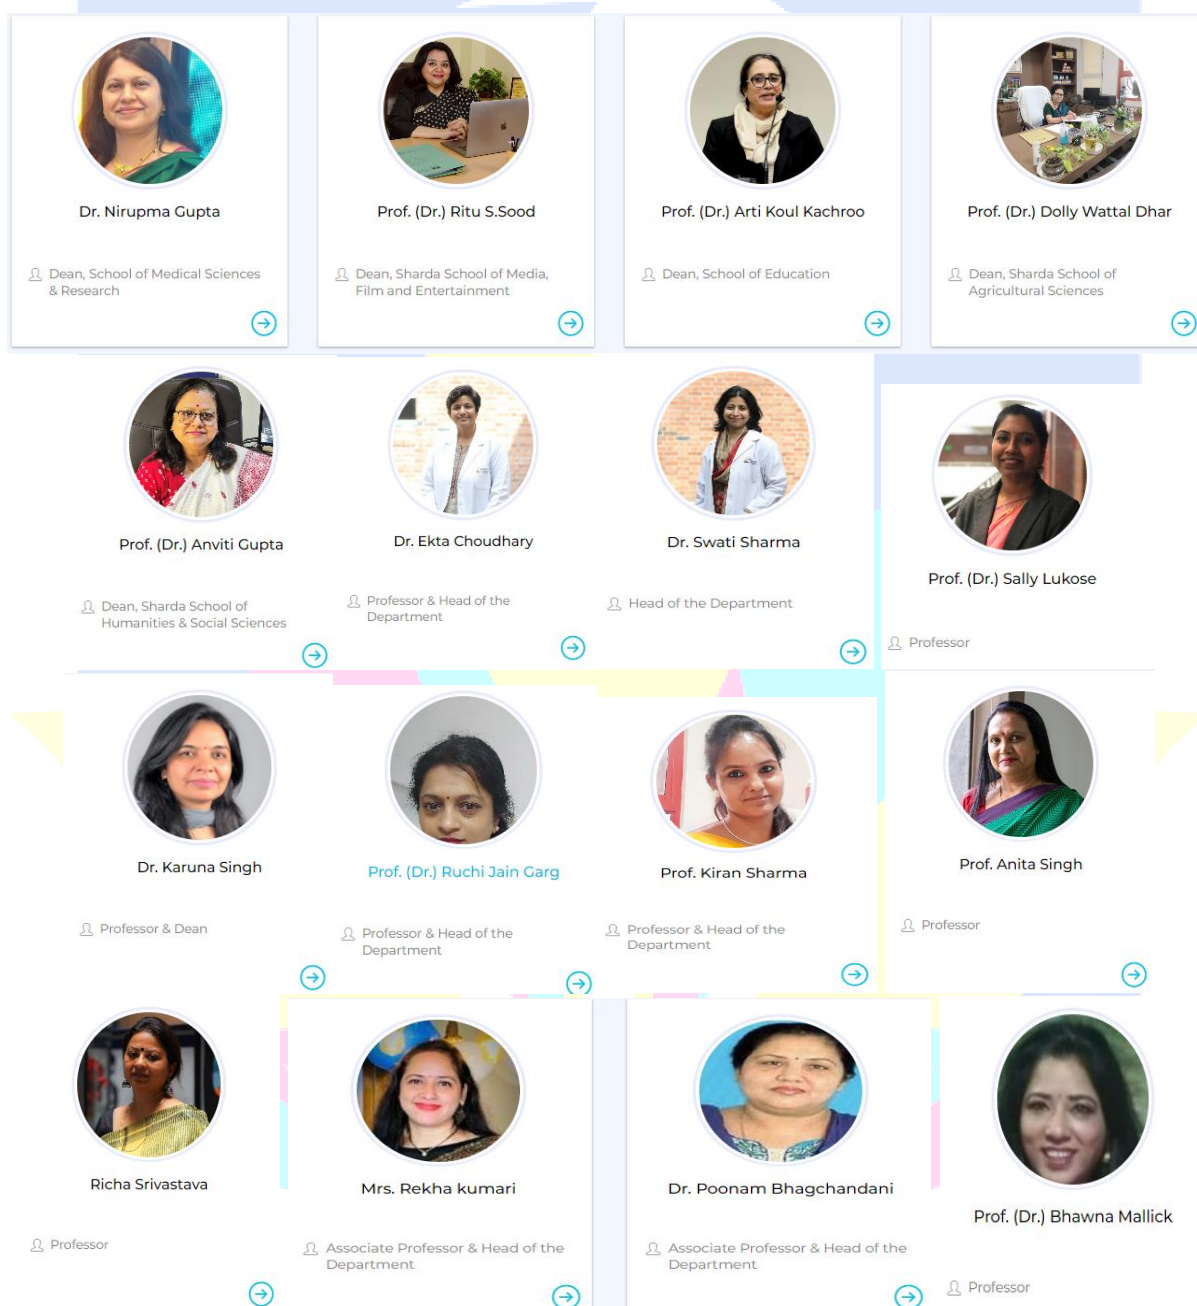 Dr. Nirupma Gupta
Dean, School of Medical Sciences
& Research
Prof. (Dr.) Ritu S.Sood
Dean, Sharda School of Media,
Film and Entertainment
Prof. (Dr.) Arti Koul Kachroo
Dean, School of Education
Prof. (Dr.) Dolly Wattal Dhar
Dean, Sharda School of
Agricultural Sciences
Prof. (Dr.) Anviti Gupta
Dean, Sharda School of
Humanities & Social Sciences
Dr. Ekta Choudhary
Professor & Head of the
Department
Dr. Swati Sharma
Head of the Department
Prof. (Dr.) Sally Lukose
Professor
Dr. Karuna Singh
Professor & Dean
Prof. (Dr.) Ruchi Jain Garg
Professor & Head of the
Department
Prof. Kiran Sharma
Professor & Head of the
Department
Prof. Anita Singh
Professor
Richa Srivastava
Professor
Mrs. Rekha kumari
Associate Professor & Head of the
Department
Dr. Poonam Bhagchandani
Associate Professor & Head of the
Department
Prof. (Dr.) Bhawna Mallick
Professor